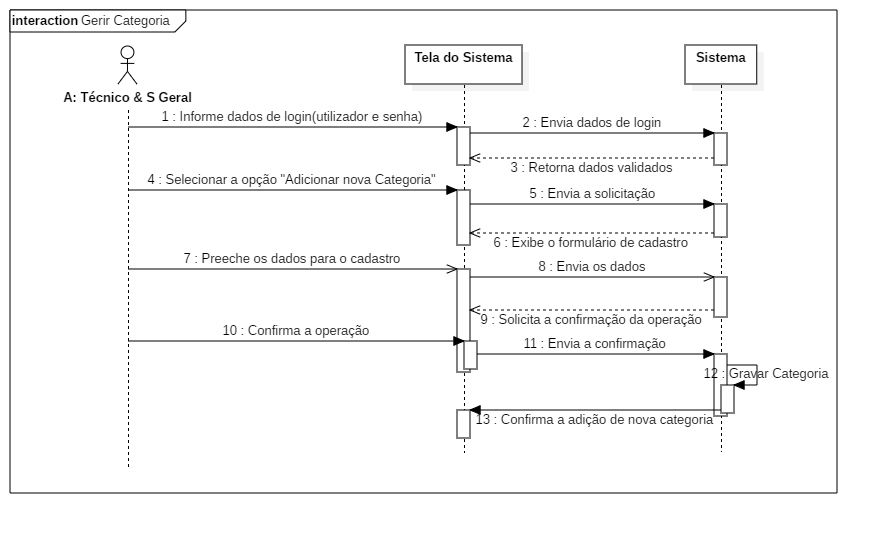 interaction Gerir Categoria
Tela do Sistema
Sistema
A: Técnico & S Geral
1 : Informe dados de login(utilizador e senha)
2 : Envia dados de login
3 : Retorna dados validados
4 : Selecionar a opção "Adicionar nova Categoria"
5 : Envia a solicitação
6 : Exibe o formulário de cadastro
7 : Preeche os dados para o cadastro
8 : Envia os dados
9 : Solicita a confirmação da operação
10 : Confirma a operação
11 : Envia a confirmação
12 : Gravar Categoria
13 : Confirma a adição de nova categoria